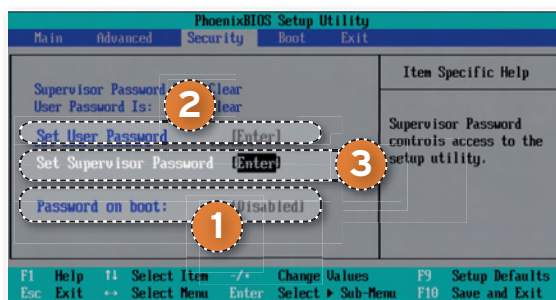 PhoenixBIOS Setup Utility
Main Advanced Security Boot Exit
Item Specific Help
Supervisor Password Clear
User Password Is: Clear
2
Set User Password [Enter]
Set Supervisor Password [Enter]
3
Supervisor Password
controls access to the
setup utility.
Password on boot: [Disabled]
1
F1 Help ↑↓ Select Item -/+ Change Values F9 Setup Defaults
Esc Exit ↔ Select Menu Enter Select ▶ Sub-Menu F10 Save and Exit